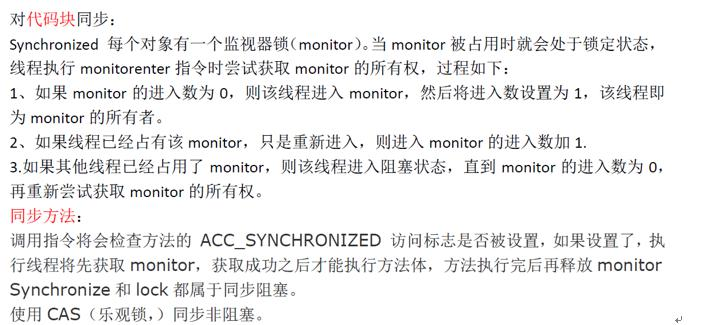 对代码块同步：
Synchronized 每个对象有一个监视器锁（monitor）。当 monitor 被占用时就会处于锁定状态，
线程执行 monitorenter 指令时尝试获取 monitor 的所有权，过程如下：
1、如果 monitor 的进入数为 0，则该线程进入 monitor，然后将进入数设置为 1，该线程即
为 monitor 的所有者。
2、如果线程已经占有该 monitor，只是重新进入，则进入 monitor 的进入数加 1.
3.如果其他线程已经占用了 monitor，则该线程进入阻塞状态，直到 monitor 的进入数为 0，
再重新尝试获取 monitor 的所有权。
同步方法：
调用指令将会检查方法的 ACC_SYNCHRONIZED 访问标志是否被设置，如果设置了，执
行线程将先获取 monitor，获取成功之后才能执行方法体，方法执行完后再释放 monitor
Synchronize 和 lock 都属于同步阻塞。
使用 CAS（乐观锁，）同步非阻塞。